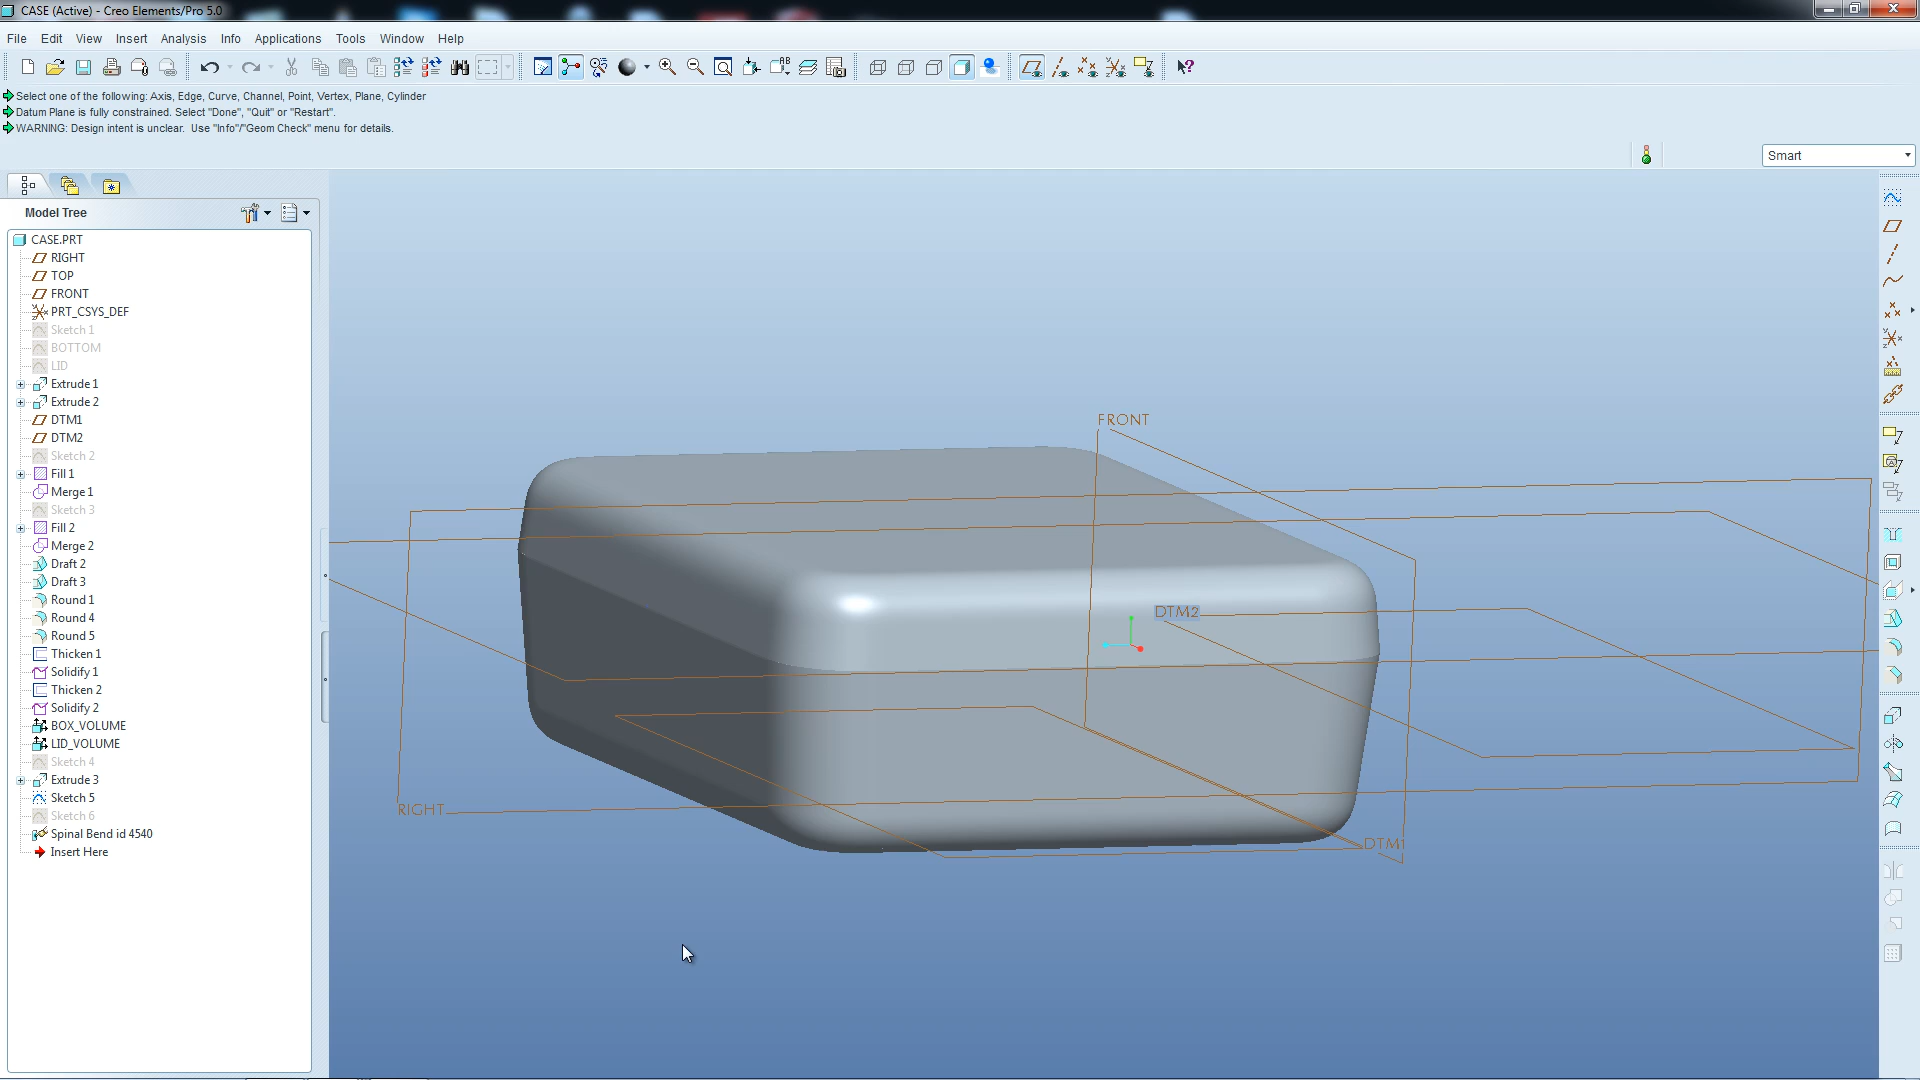 CASE (Active) - Creo Elements/Pro 5.0
File Edit View Insert Analysis Info Applications Tools Window Help
Select one of the following: Axis, Edge, Curve, Channel, Point, Vertex, Plane, Cylinder
Datum Plane is fully constrained. Select "Done", "Quit" or "Restart".
WARNING: Design intent is unclear. Use "Info"/"Geom Check" menu for details.
Smart
Model Tree
CASE.PRT
RIGHT
TOP
FRONT
PRT_CSYS_DEF
Sketch 1
BOTTOM
LID
Extrude 1
Extrude 2
DTM1
DTM2
Sketch 2
Fill 1
Merge 1
Sketch 3
Fill 2
Merge 2
Draft 2
Draft 3
Round 1
Round 4
Round 5
Thicken 1
Solidify 1
Thicken 2
Solidify 2
BOX_VOLUME
LID_VOLUME
Sketch 4
Extrude 3
Sketch 5
Sketch 6
Spinal Bend id 4540
Insert Here
FRONT
DTM2
RIGHT
DTM1